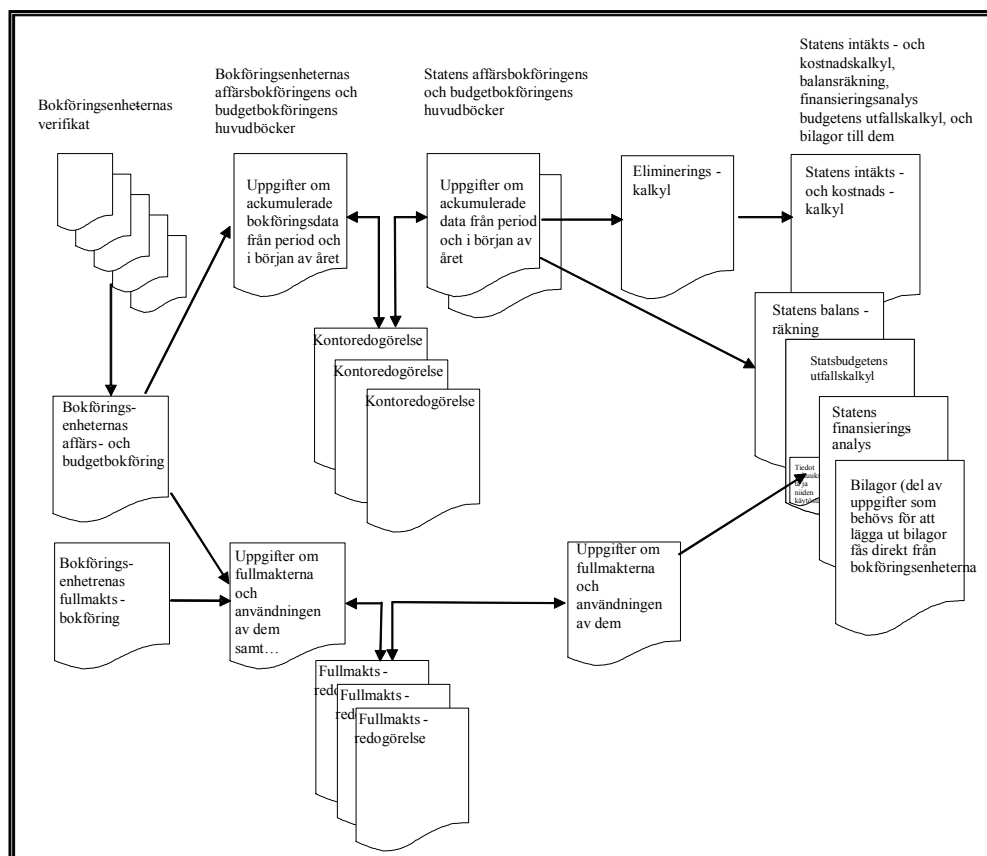 Bokföringsenheternas
verifikat
Bokföringsenheternas
affärsbokföringens och
budgetbokföringens
huvudböcker
Statens affärsbokföringens
och budgetbokföringens
huvudböcker
Statens intäkts - och
kostnadskalkyl,
balansräkning,
finansieringsanalys
budgetens utfallskalkyl, och
bilagor till dem
Uppgifter om
ackumulerade
bokföringsdata
från period och
i början av
året
Uppgifter om
ackumulerade
data från period
och i början av
året
Eliminerings -
kalkyl
Statens intäkts -
och kostnads -
kalkyl
Kontoredogörelse
Kontoredogörelse
Kontoredogörelse
Statens balans -
räkning
Statsbudgetens
utfallskalkyl
Statens
finansierings-
analys
Tiedot
ja
niiden
Bilagor (del av
uppgifter som
behövs för att
lägga ut bilagor
fås direkt från
bokföringsenheterna
Bokförings-
enheternas
affärs - och
budgetbokföring
Bokförings-
enhetrenas
fullmakts -
bokföring
Uppgifter om
fullmakterna
och
användningen
av dem
samt…
Uppgifter om
fullmakterna
och
användningen
av dem
Fullmakts -
Fullmakts -
Fullmakts -
redogörelse